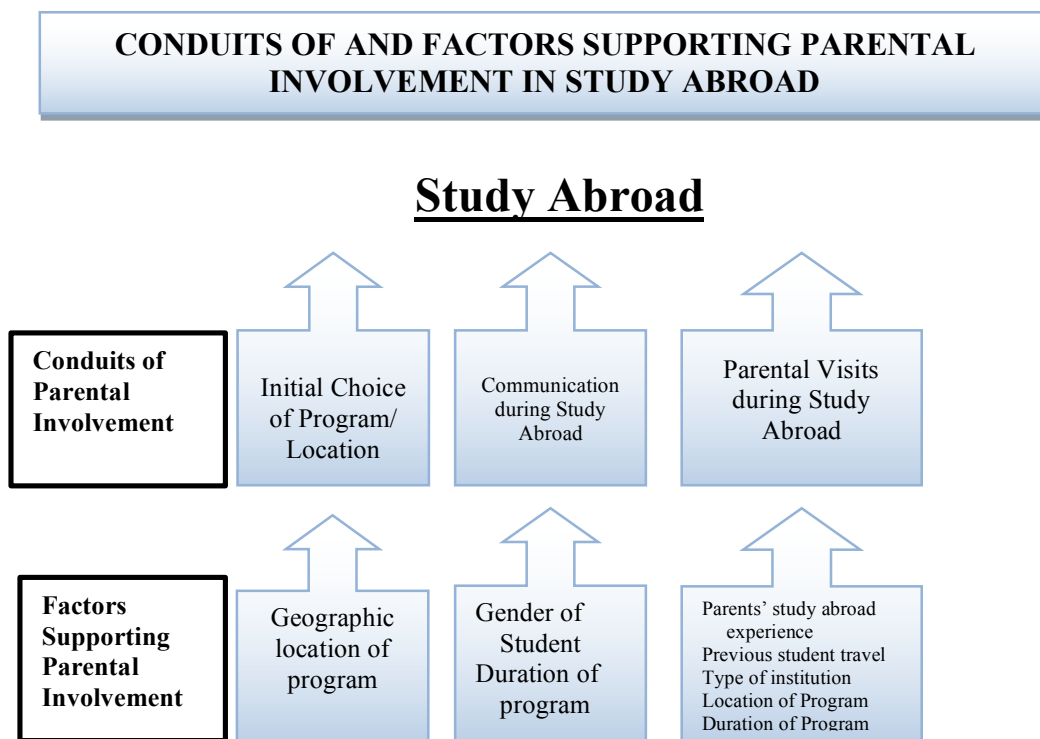 CONDUITS OF AND FACTORS SUPPORTING PARENTAL
INVOLVEMENT IN STUDY ABROAD
Study Abroad
Conduits of
Parental
Involvement
Initial Choice
of Program/
Location
Communication
during Study
Abroad
Parental Visits
during Study
Abroad
Factors
Supporting
Parental
Involvement
Geographic
location of
program
Gender of
Student
Duration of
program
Parents’ study abroad
experience
Previous student travel
Type of institution
Location of Program
Duration of Program